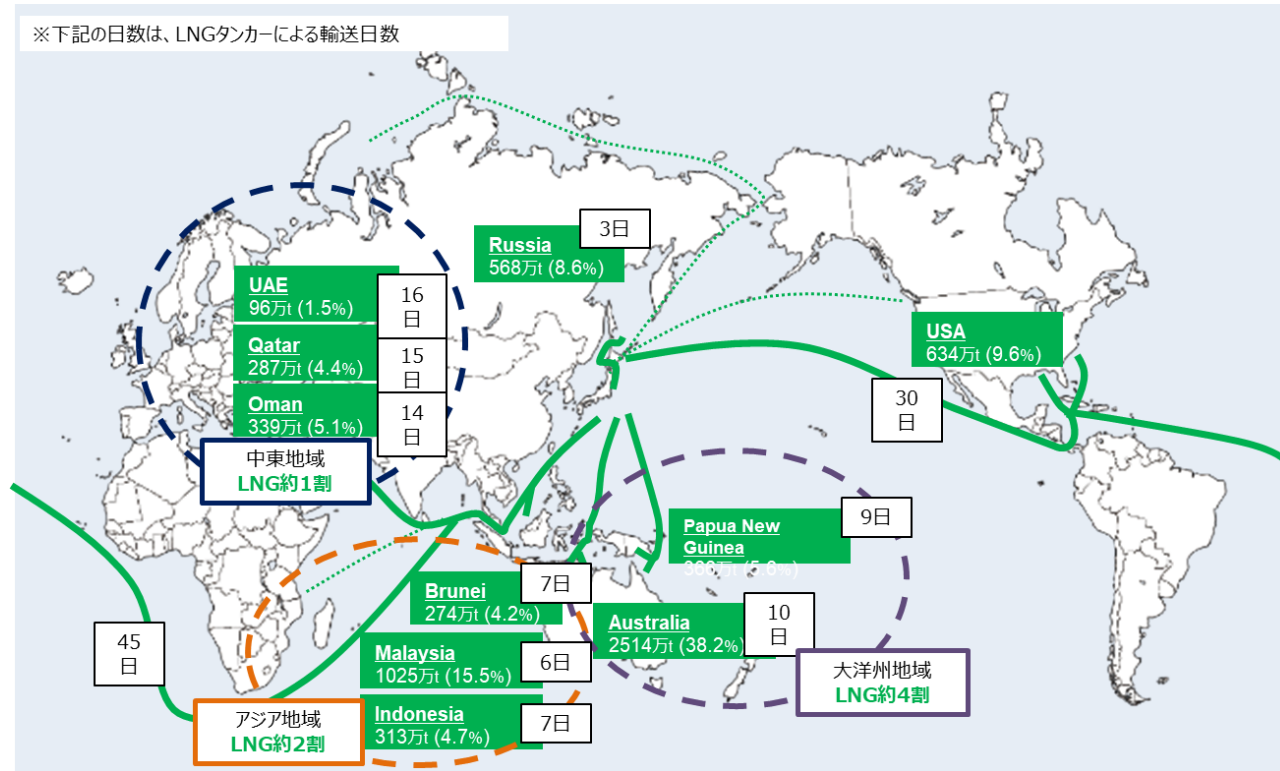 ※下記の日数は、LNGタンカーによる輸送日数
3日
Russia
568万t (8.6%)
UAE
96万t (1.5%)
16
日
Qatar
287万t (4.4%)
15
日
Oman
339万t (5.1%)
14
日
中東地域
LNG約1割
USA
634万t (9.6%)
30
日
Papua New
Guinea
9日
Brunei
274万t (4.2%)
7日
Australia
2514万t (38.2%)
10
日
45
日
Malaysia
1025万t (15.5%)
6日
大洋州地域
LNG約4割
アジア地域
LNG約2割
Indonesia
313万t (4.7%)
7日